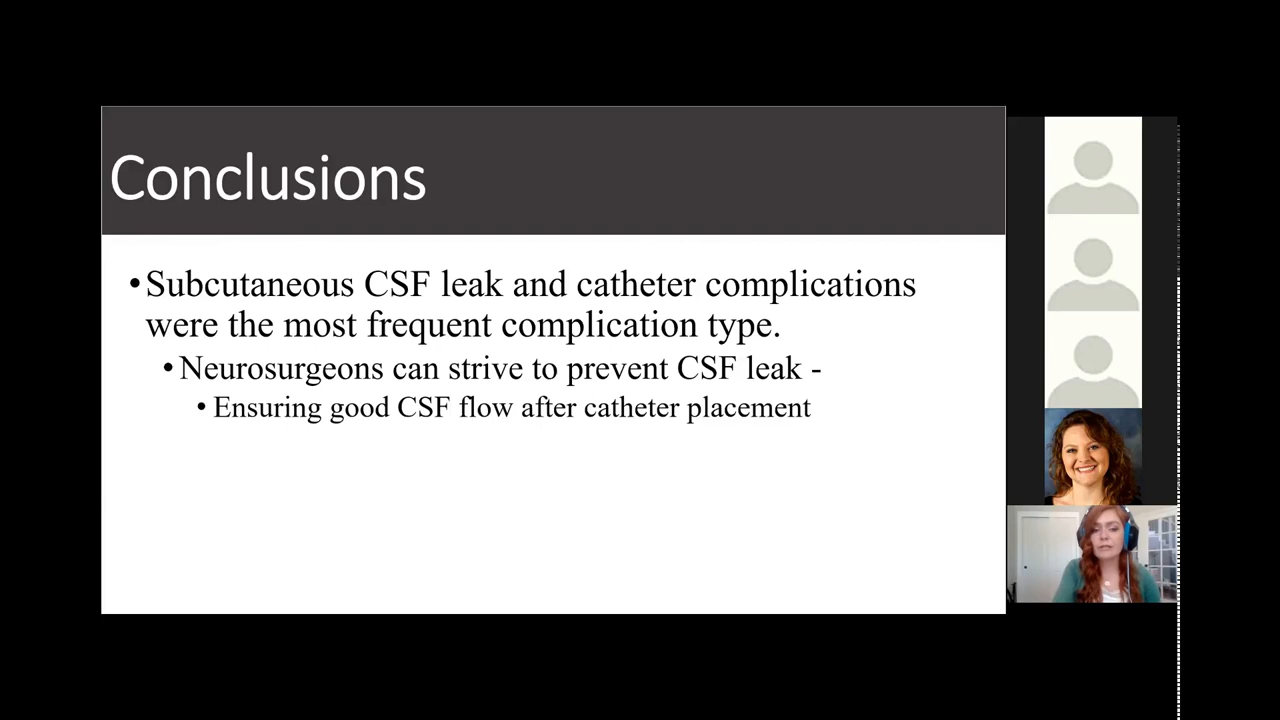 Conclusions
•Subcutaneous CSF leak and catheter complications
were the most frequent complication type.
•Neurosurgeons can strive to prevent CSF leak -
•Ensuring good CSF flow after catheter placement